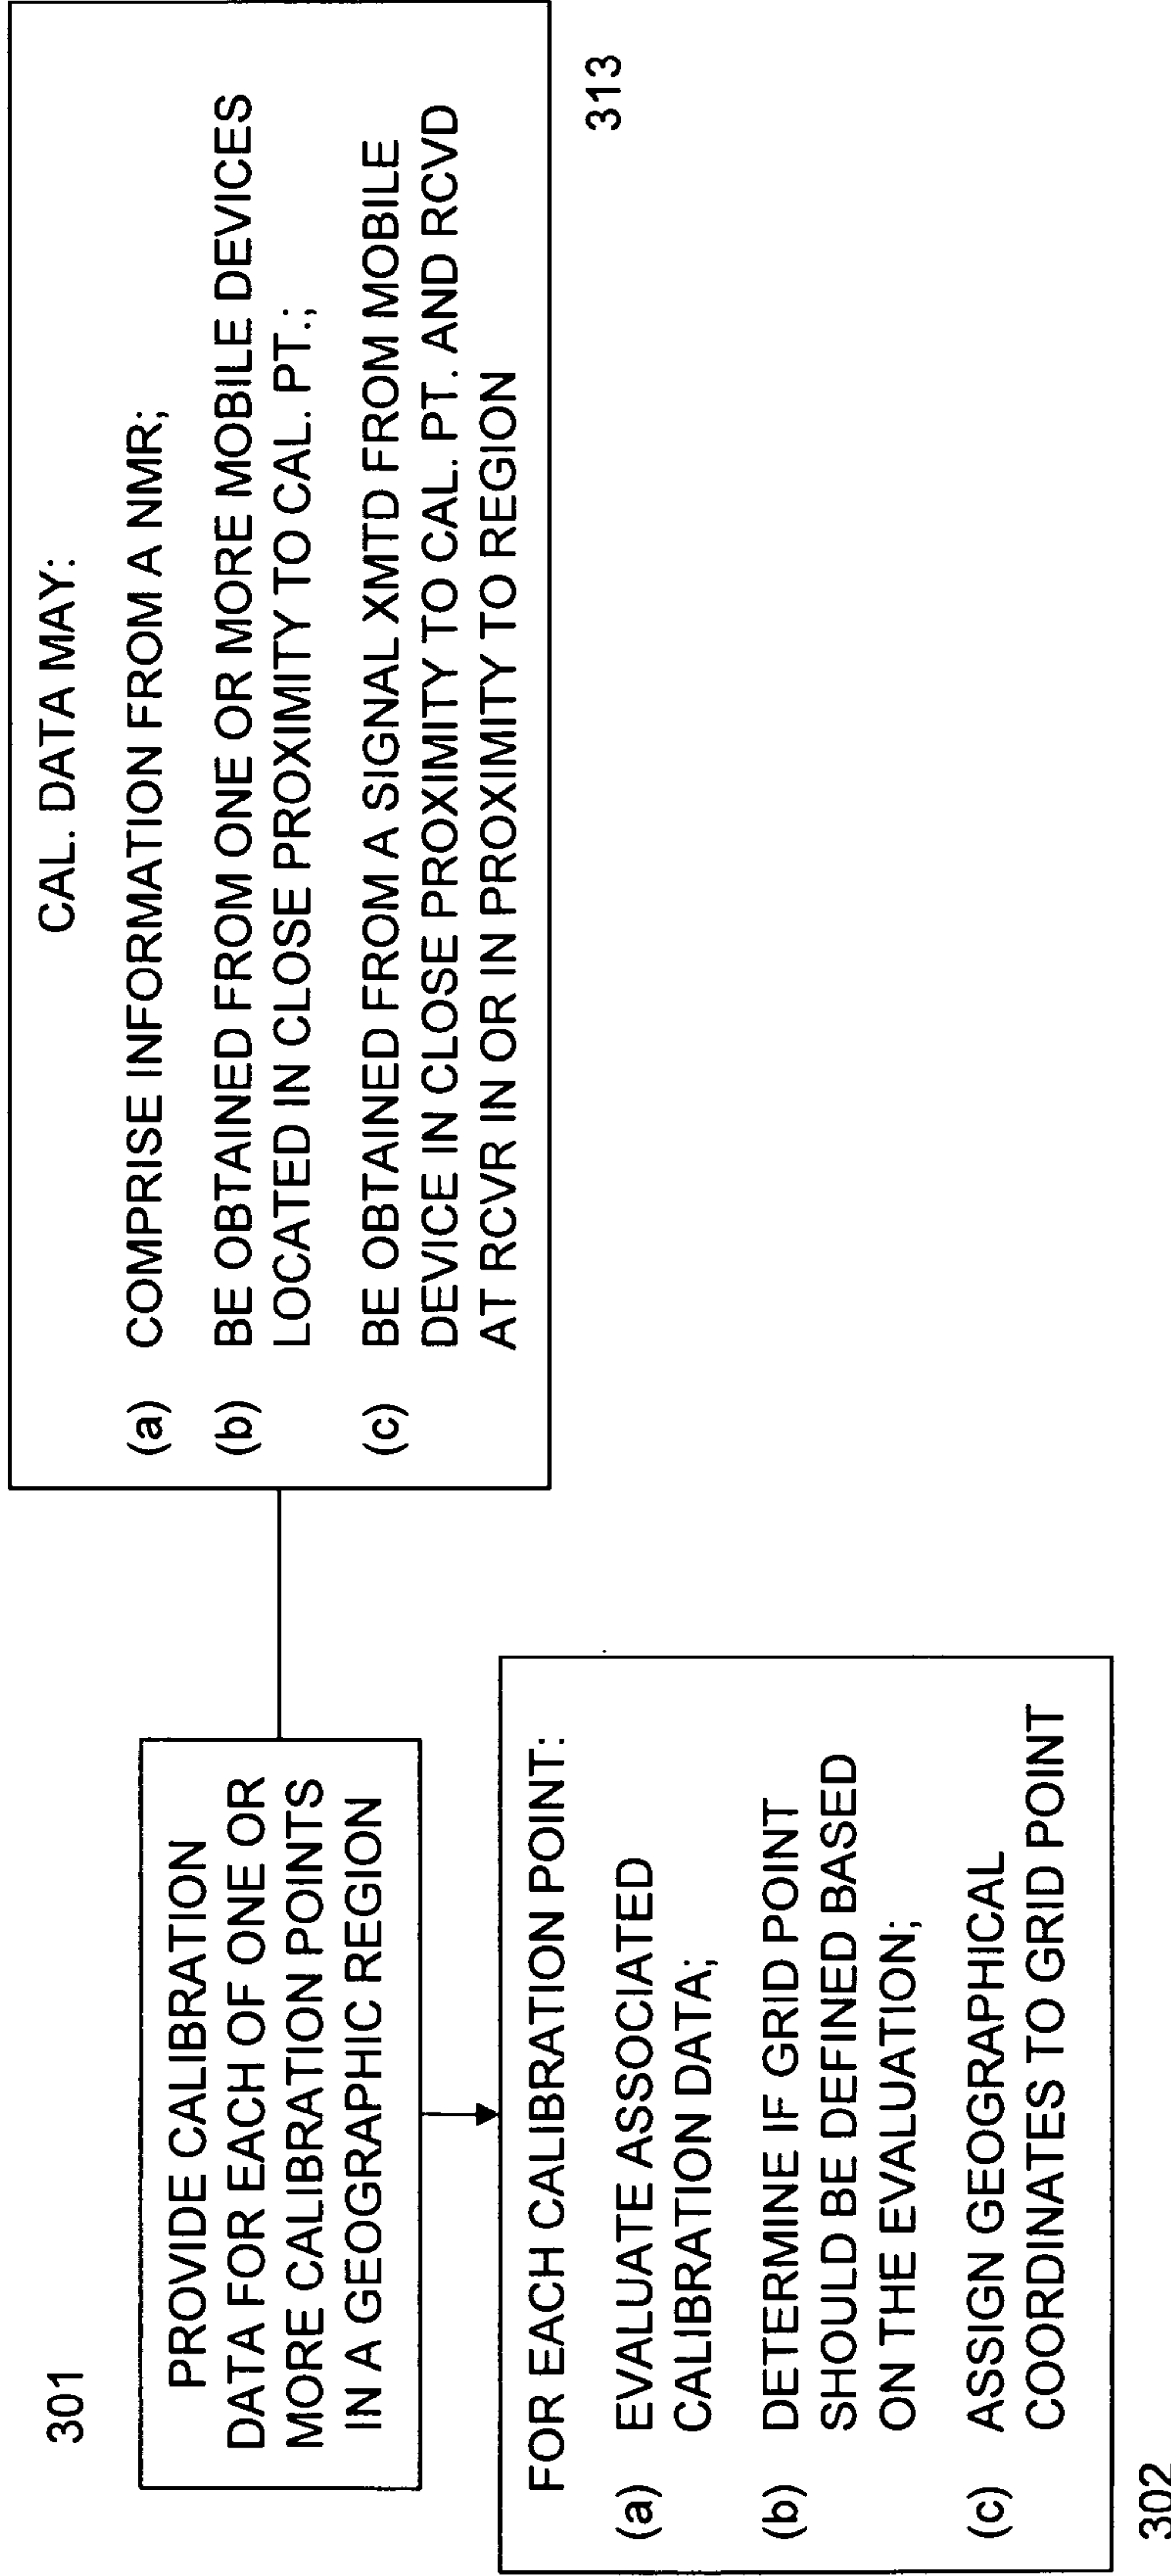 301
PROVIDE CALIBRATION
DATA FOR EACH OF ONE OR
MORE CALIBRATION POINTS
IN A GEOGRAPHIC REGION
CAL. DATA MAY:
(a) COMPRISE INFORMATION FROM A NMR;
(b) BE OBTAINED FROM ONE OR MORE MOBILE DEVICES
LOCATED IN CLOSE PROXIMITY TO CAL. PT.;
(c) BE OBTAINED FROM A SIGNAL XMTD FROM MOBILE
DEVICE IN CLOSE PROXIMITY TO CAL. PT. AND RCVD
AT RCVR IN OR IN PROXIMITY TO REGION
313
FOR EACH CALIBRATION POINT:
(a) EVALUATE ASSOCIATED
CALIBRATION DATA;
(b) DETERMINE IF GRID POINT
SHOULD BE DEFINED BASED
ON THE EVALUATION;
(c) ASSIGN GEOGRAPHICAL
COORDINATES TO GRID POINT
302